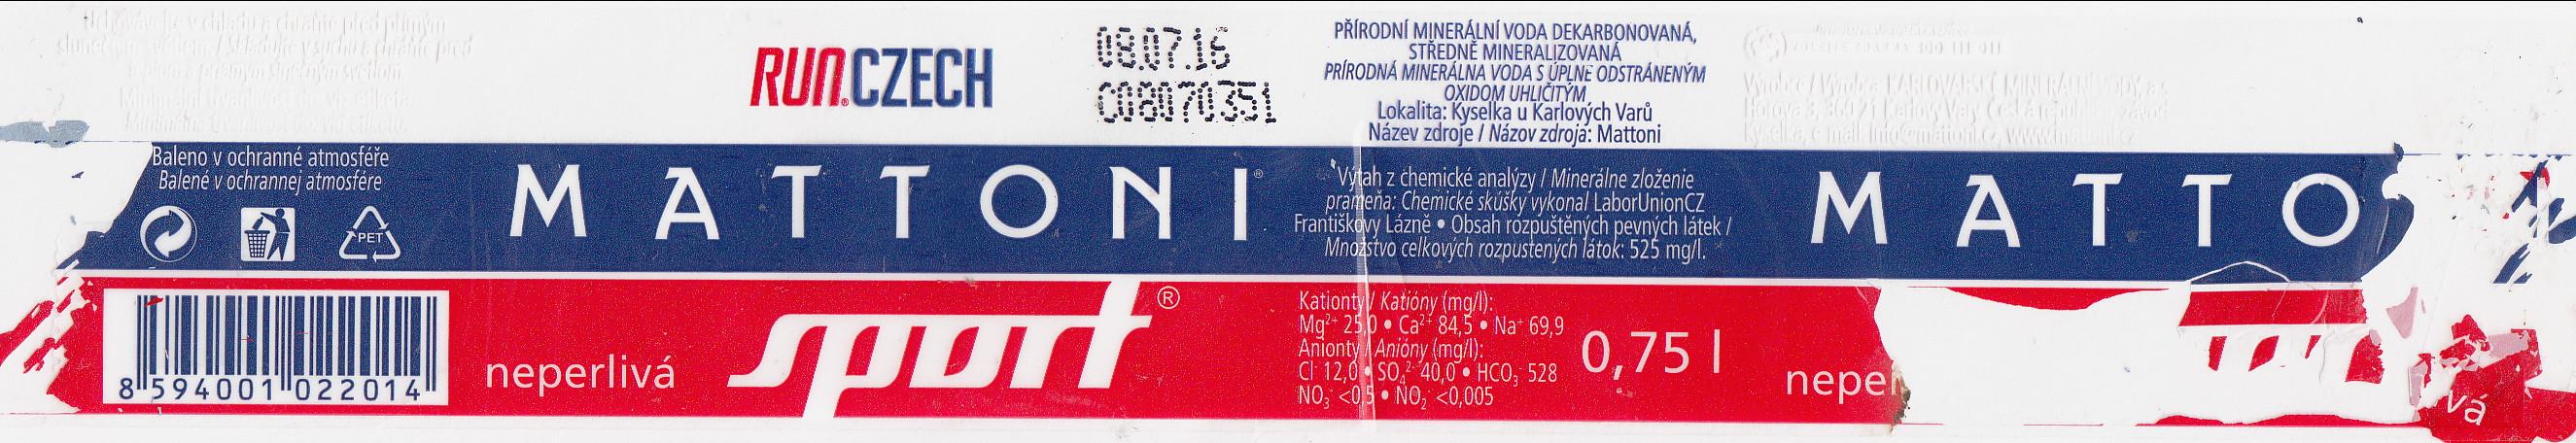 RUN.CZECH
08.07.16
C08070351
PŘÍRODNÍ MINERÁLNÍ VODA DEKARBONOVANÁ,
STŘEDNĚ MINERALIZOVANÁ
PRÍRODNÁ MINERÁLNA VODA S ÚPLNE ODSTRÁNENÝM
OXIDOM UHLIČITÝM
Lokalita: Kyselka u Karlových Varů
Název zdroje / Názov zdroja: Mattoni
Baleno v ochranné atmosféře
Balené v ochrannej atmosfére
PET
MATTONI®
Výtah z chemické analýzy / Minerálne zloženie
prameňa: Chemické skúšky vykonal LaborUnionCZ
Františkovy Lázně • Obsah rozpuštěných pevných látek /
Množstvo celkových rozpustených látok: 525 mg/l.
MATTO
8 594001 022014
neperlivá
sport®
Kationty / Katióny (mg/l):
Mg²⁺ 25,0 • Ca²⁺ 84,5 • Na⁺ 69,9
Anionty / Anióny (mg/l):
Cl⁻ 12,0 • SO₄²⁻ 40,0 • HCO₃⁻ 528
NO₃⁻ <0,5 • NO₂⁻ <0,005
0,75 l
neper
vá